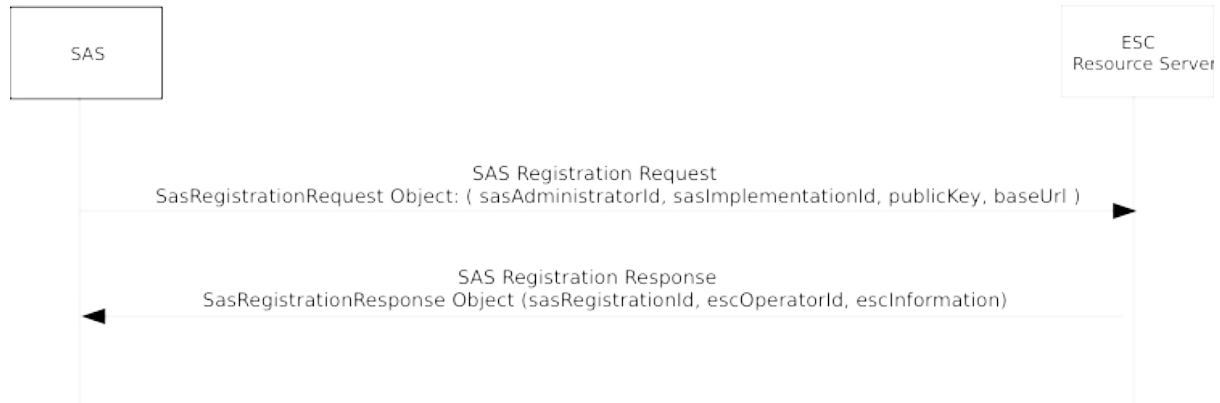 SAS
ESC
Resource Server
SAS Registration Request
SasRegistrationRequest Object: ( sasAdministratorId, sasImplementationId, publicKey, baseUrl )
SAS Registration Response
SasRegistrationResponse Object (sasRegistrationId, escOperatorId, escInformation)